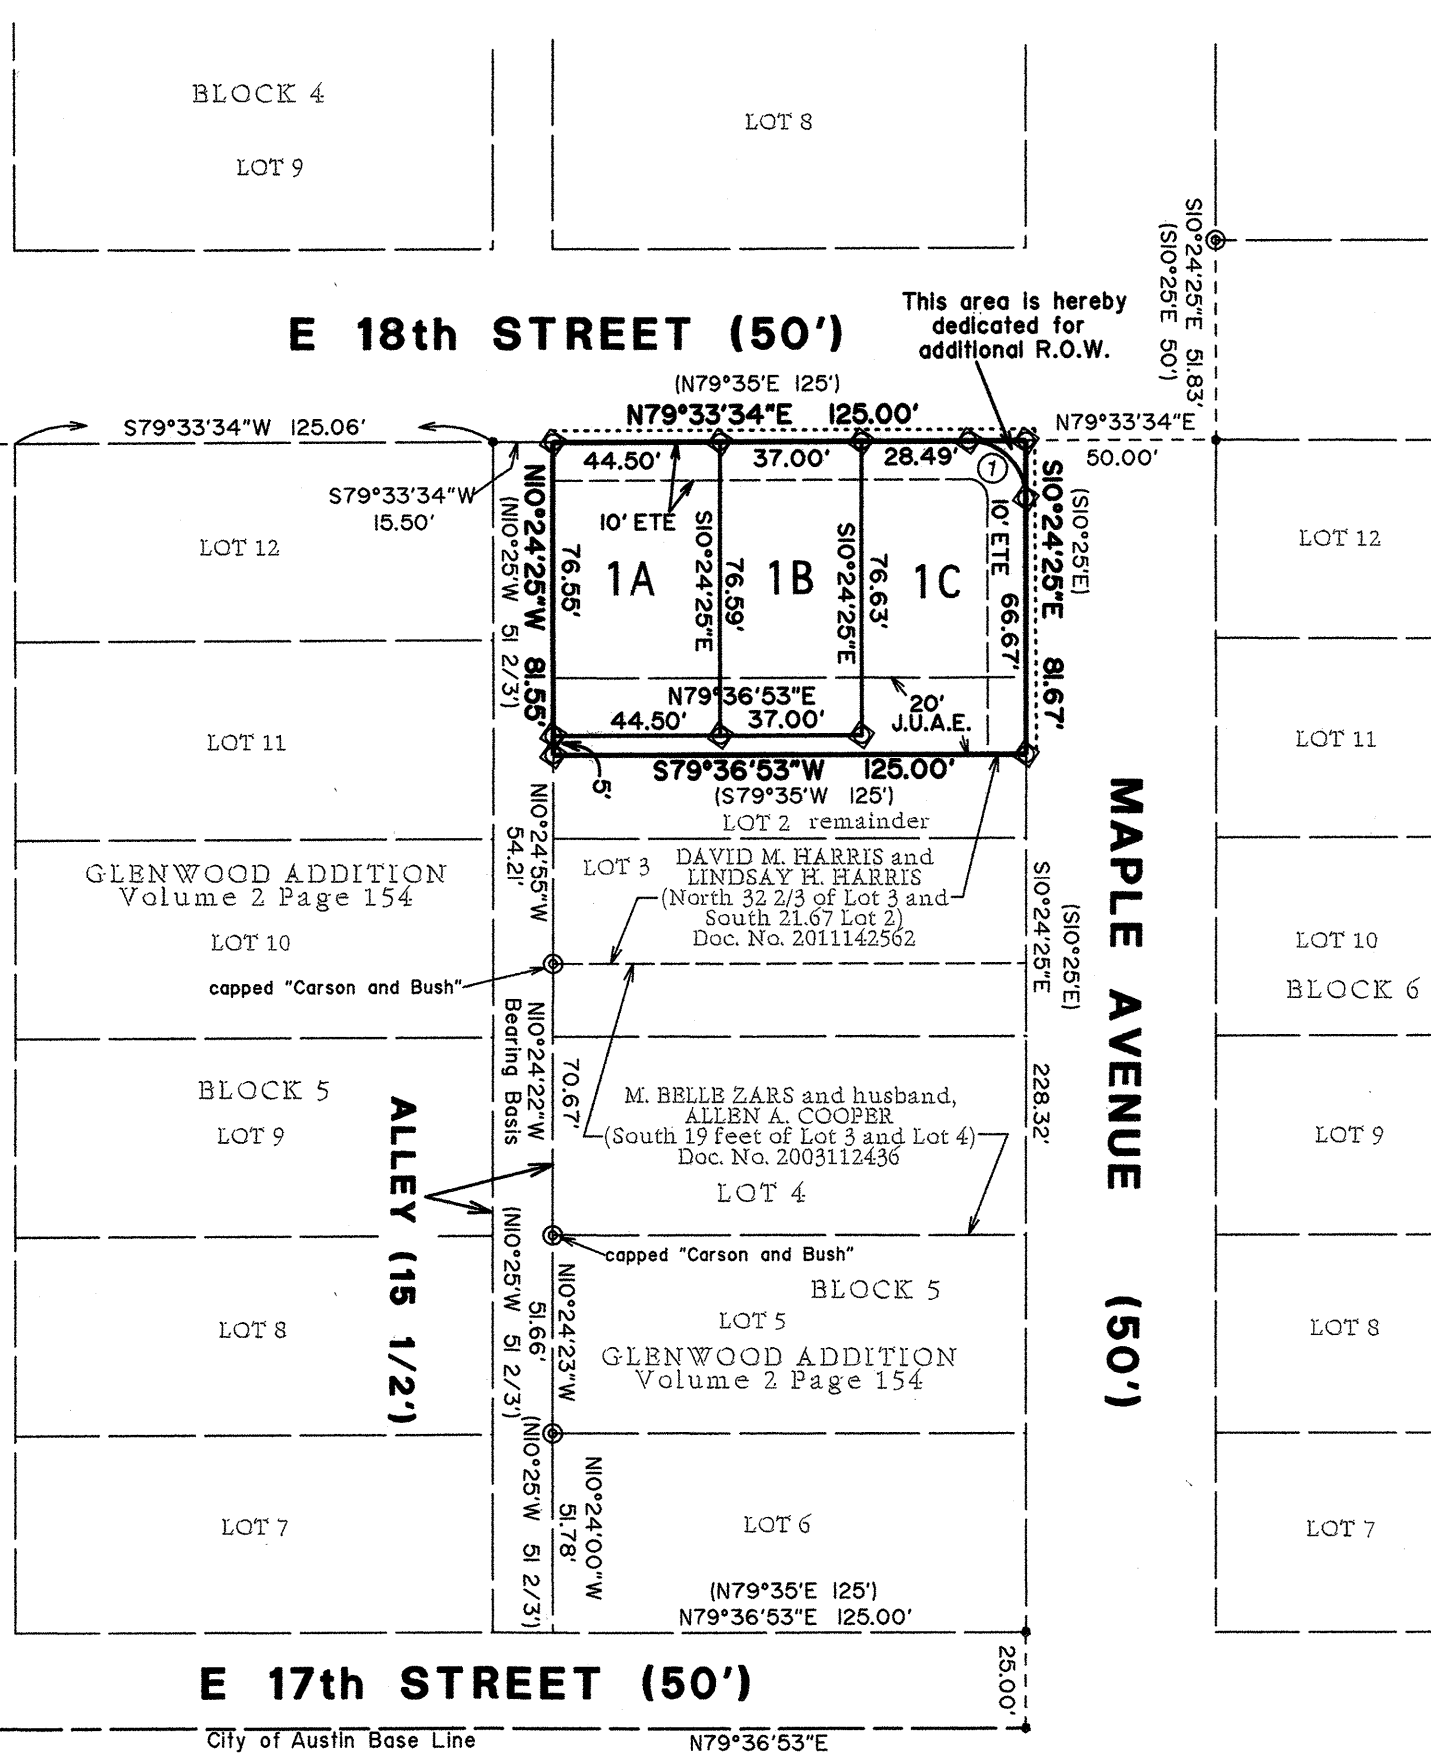 BLOCK 4
LOT 9
LOT 8
S10°24'25"E 51.83'
(S10°25'E 50')
This area is hereby
dedicated for
additional R.O.W.
E 18th STREET (50')
(N79°35'E 125')
N79°33'34"E 125.00'
S79°33'34"W 125.06'
N79°33'34"E
50.00'
44.50'
37.00'
28.49'
1
S79°33'34"W
15.50'
10' ETE
N10°24'25"W 81.55'
(N10°25'W 51 2/3')
76.55'
1A
S10°24'25"E
76.59'
1B
S10°24'25"E
76.63'
1C
10' ETE
66.67'
S10°24'25"E 81.67'
(S10°25'E)
LOT 12
LOT 12
N79°36'53"E
44.50'
37.00'
20'
J.U.A.E.
5'
S79°36'53"W 125.00'
(S79°35'W 125')
LOT 11
LOT 11
LOT 2 remainder
N10°24'55"W
54.21'
LOT 3
DAVID M. HARRIS and
LINDSAY H. HARRIS
(North 32 2/3 of Lot 3 and
South 21.67 Lot 2)
Doc. No. 2011142562
GLENWOOD ADDITION
Volume 2 Page 154
LOT 10
capped "Carson and Bush"
S10°24'25"E 228.32'
(S10°25'E)
MAPLE AVENUE (50')
LOT 10
BLOCK 6
N10°24'22"W
Bearing Basis
70.67'
M. BELLE ZARS and husband,
ALLEN A. COOPER
(South 19 feet of Lot 3 and Lot 4)
Doc. No. 2003112436
LOT 4
BLOCK 5
LOT 9
LOT 9
ALLEY (15 1/2')
(N10°25'W 51 2/3')
capped "Carson and Bush"
N10°24'23"W
51.66'
BLOCK 5
LOT 5
GLENWOOD ADDITION
Volume 2 Page 154
LOT 8
LOT 8
(N10°25'W 51 2/3')
N10°24'00"W
51.78'
LOT 7
LOT 6
LOT 7
(N79°35'E 125')
N79°36'53"E 125.00'
25.00'
E 17th STREET (50')
City of Austin Base Line
N79°36'53"E